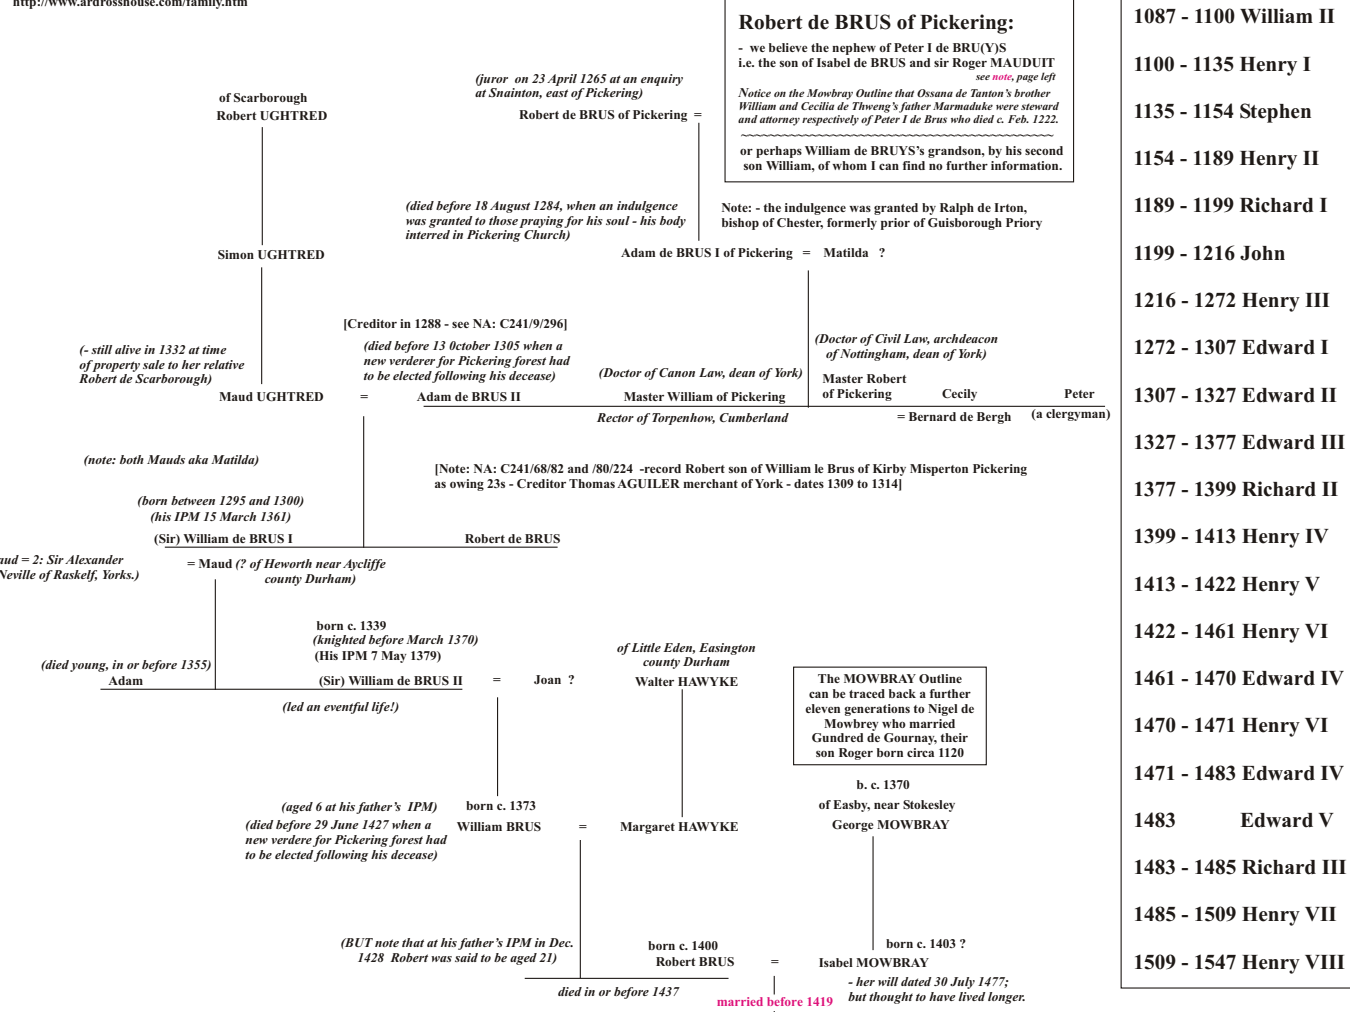 http://www.ardrosshouse.com/family.htm
Robert de BRUS of Pickering:
- we believe the nephew of Peter I de BRU(Y)S
i.e. the son of Isabel de BRUS and sir Roger MAUDUIT
see note, page left
Notice on the Mowbray Outline that Ossana de Tanton's brother
William and Cecilia de Thweng's father Marmaduke were steward
and attorney respectively of Peter I de Brus who died c. Feb. 1222.
~~~~~~~~~~~~~~~~~~~~~~~~~~~~~~~~~~~~~~~~~~~~
or perhaps William de BRUYS's grandson, by his second
son William, of whom I can find no further information.
(juror on 23 April 1265 at an enquiry
at Snainton, east of Pickering)
of Scarborough
Robert UGHTRED
Robert de BRUS of Pickering =
(died before 18 August 1284, when an indulgence
was granted to those praying for his soul - his body
interred in Pickering Church)
Note: - the indulgence was granted by Ralph de Irton,
bishop of Chester, formerly prior of Guisborough Priory
Simon UGHTRED
Adam de BRUS I of Pickering = Matilda ?
[Creditor in 1288 - see NA: C241/9/296]
(- still alive in 1332 at time
of property sale to her relative
Robert de Scarborough)
(died before 13 0ctober 1305 when a
new verderer for Pickering forest had
to be elected following his decease)
(Doctor of Canon Law, dean of York)
(Doctor of Civil Law, archdeacon
of Nottingham, dean of York)
Maud UGHTRED = Adam de BRUS II
Master William of Pickering
Rector of Torpenhow, Cumberland
Master Robert
of Pickering
Cecily
= Bernard de Bergh
Peter
(a clergyman)
(note: both Mauds aka Matilda)
[Note: NA: C241/68/82 and /80/224 -record Robert son of William le Brus of Kirby Misperton Pickering
as owing 23s - Creditor Thomas AGUILER merchant of York - dates 1309 to 1314]
(born between 1295 and 1300)
(his IPM 15 March 1361)
(Sir) William de BRUS I
Robert de BRUS
aud = 2: Sir Alexander
Neville of Raskelf, Yorks.)
= Maud (? of Heworth near Aycliffe
county Durham)
born c. 1339
(knighted before March 1370)
(His IPM 7 May 1379)
(died young, in or before 1355)
Adam
(Sir) William de BRUS II = Joan ?
(led an eventful life!)
of Little Eden, Easington
county Durham
Walter HAWYKE
The MOWBRAY Outline
can be traced back a further
eleven generations to Nigel de
Mowbrey who married
Gundred de Gournay, their
son Roger born circa 1120
b. c. 1370
of Easby, near Stokesley
George MOWBRAY
(aged 6 at his father's IPM)
(died before 29 June 1427 when a
new verdere for Pickering forest had
to be elected following his decease)
born c. 1373
William BRUS = Margaret HAWYKE
(BUT note that at his father's IPM in Dec.
1428 Robert was said to be aged 21)
born c. 1400
Robert BRUS =
born c. 1403 ?
Isabel MOWBRAY
died in or before 1437
married before 1419
- her will dated 30 July 1477;
but thought to have lived longer.
1087 - 1100 William II
1100 - 1135 Henry I
1135 - 1154 Stephen
1154 - 1189 Henry II
1189 - 1199 Richard I
1199 - 1216 John
1216 - 1272 Henry III
1272 - 1307 Edward I
1307 - 1327 Edward II
1327 - 1377 Edward III
1377 - 1399 Richard II
1399 - 1413 Henry IV
1413 - 1422 Henry V
1422 - 1461 Henry VI
1461 - 1470 Edward IV
1470 - 1471 Henry VI
1471 - 1483 Edward IV
1483 Edward V
1483 - 1485 Richard III
1485 - 1509 Henry VII
1509 - 1547 Henry VIII